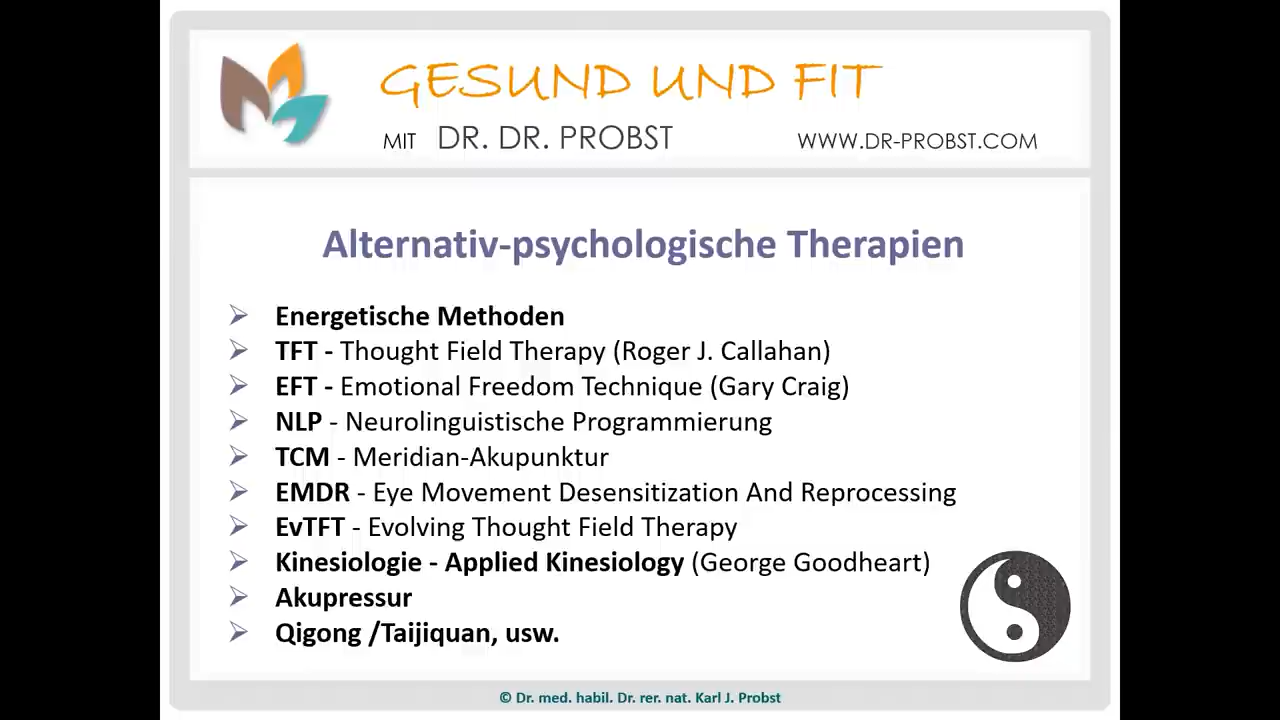 GESUND UND FIT
MIT DR. DR. PROBST WWW.DR-PROBST.COM
Alternativ-psychologische Therapien
Energetische Methoden
TFT - Thought Field Therapy (Roger J. Callahan)
EFT - Emotional Freedom Technique (Gary Craig)
NLP - Neurolinguistische Programmierung
TCM - Meridian-Akupunktur
EMDR - Eye Movement Desensitization And Reprocessing
EvTFT - Evolving Thought Field Therapy
Kinesiologie - Applied Kinesiology (George Goodheart)
Akupressur
Qigong /Taijiquan, usw.
© Dr. med. habil. Dr. rer. nat. Karl J. Probst